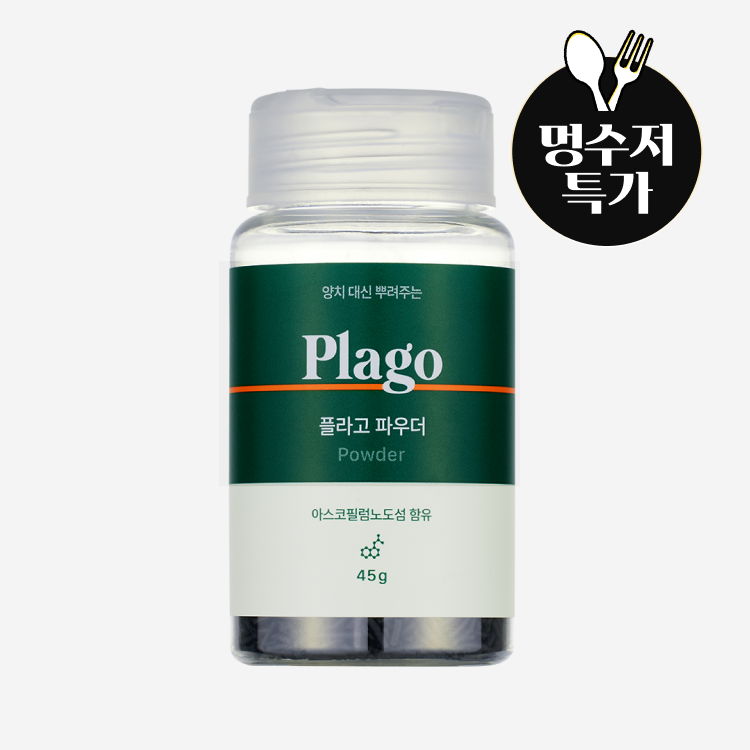 멍수저
특가
양치 대신 뿌려주는
Plago
플라고 파우더
Powder
아스코필럼노도섬 함유
45g